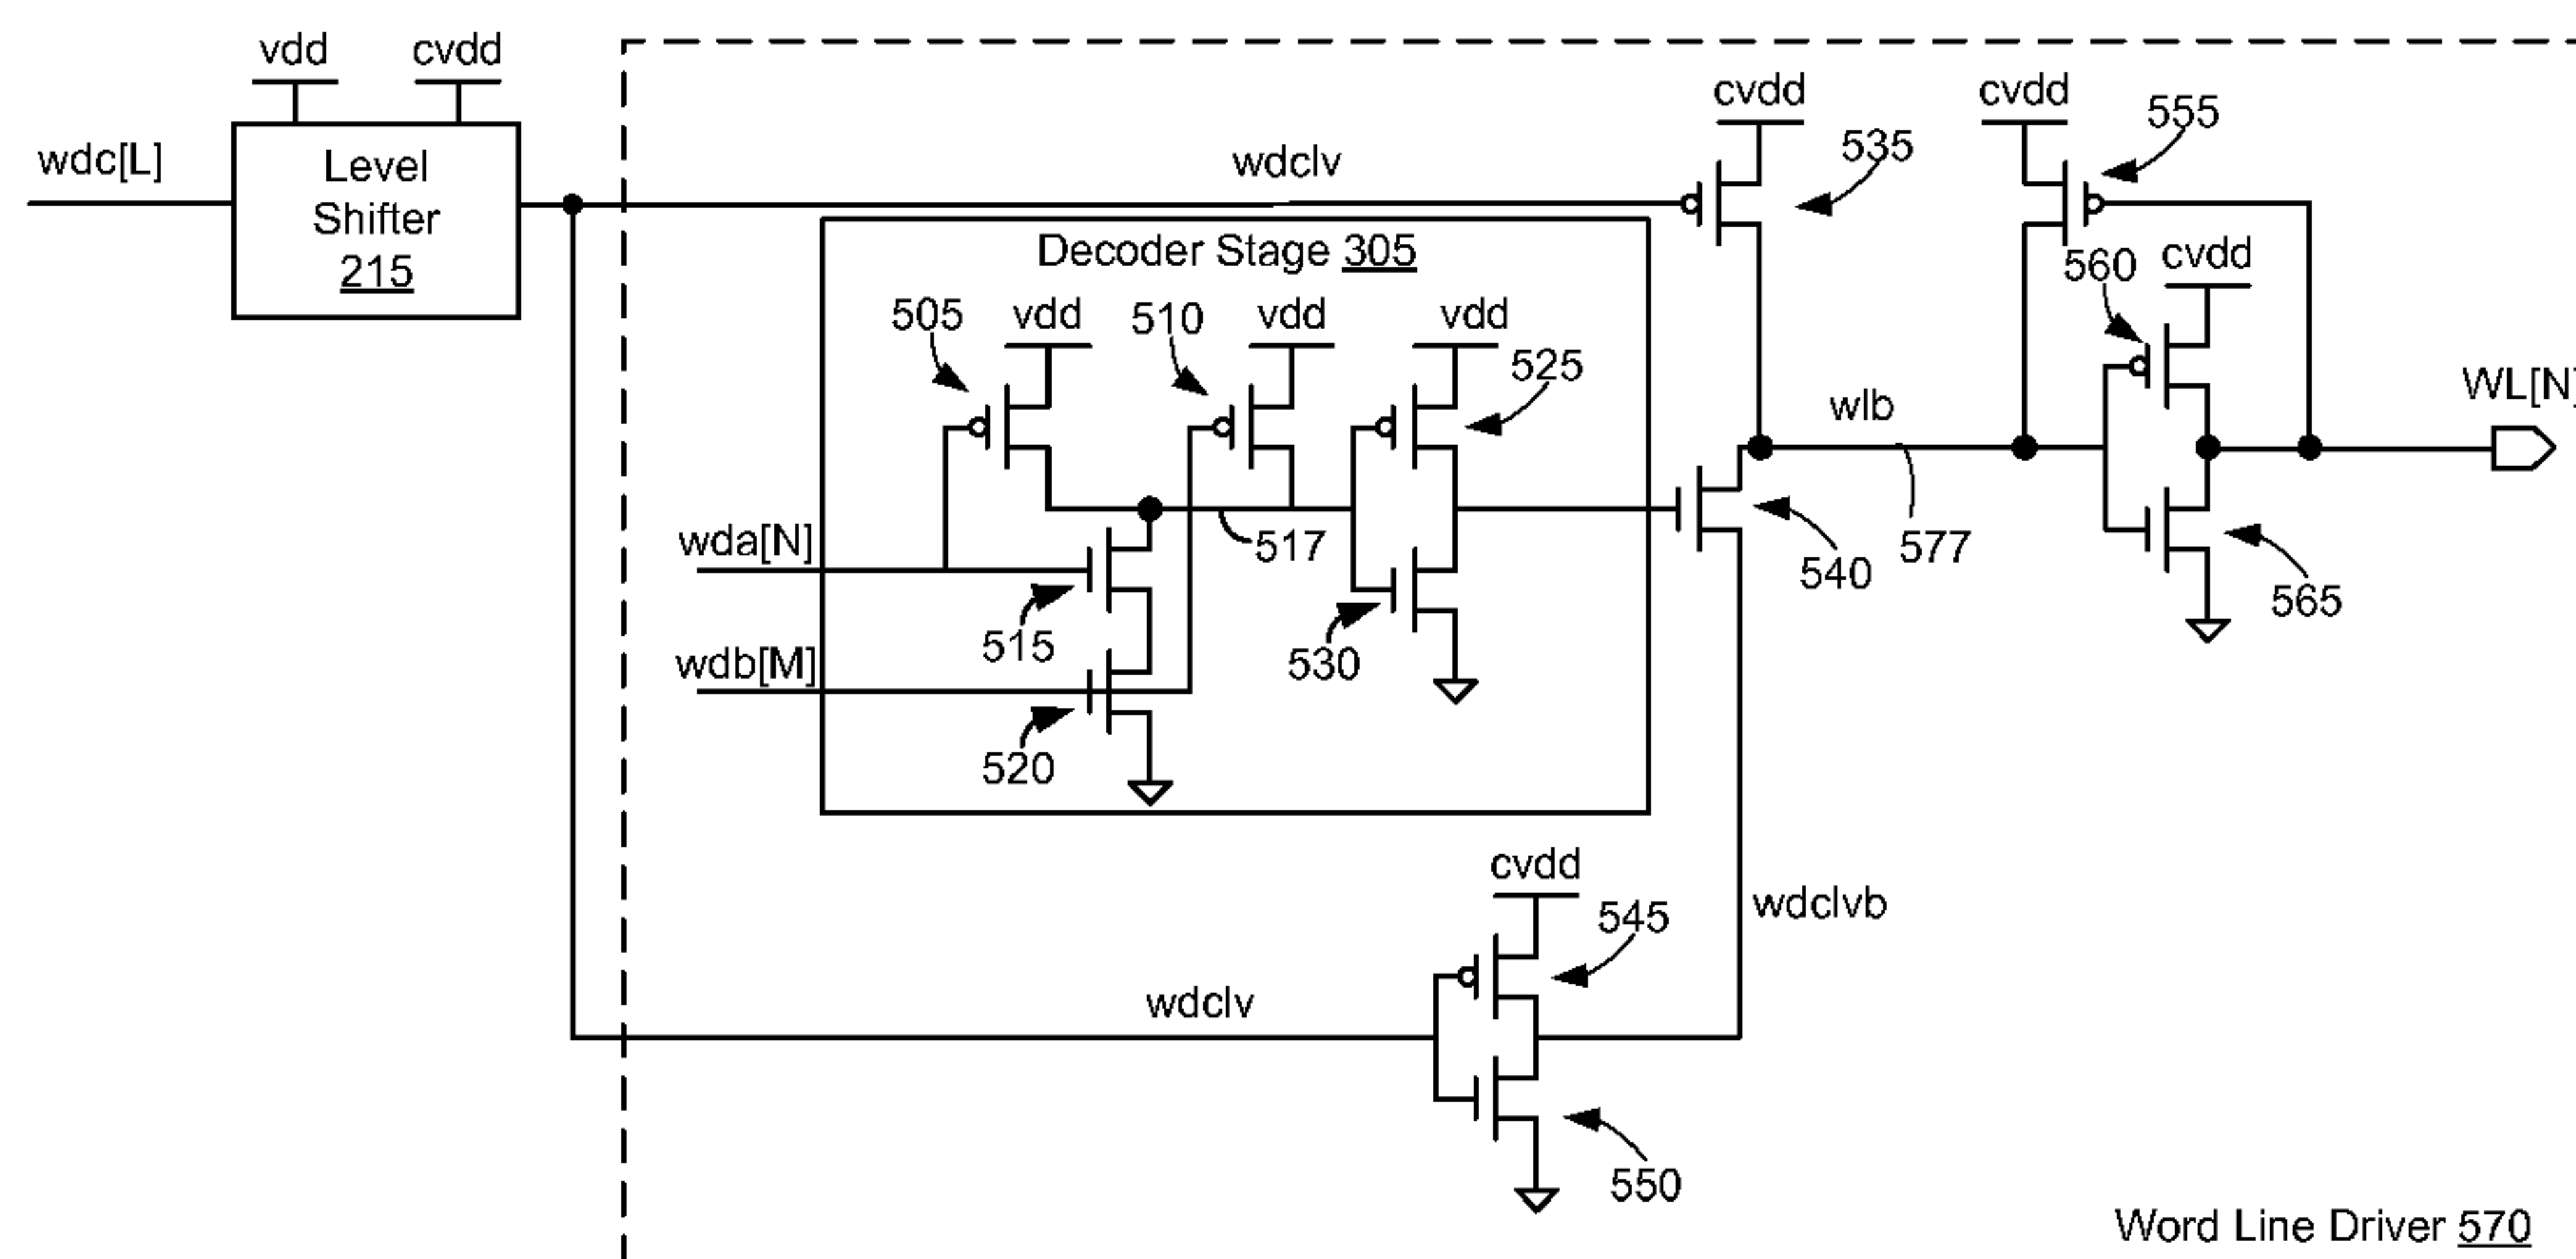 vdd
cvdd
wdc[L]
Level
Shifter
215
wdclv
cvdd
535
cvdd
555
Decoder Stage 305
505
vdd
510
vdd
vdd
525
560
cvdd
WL[N]
wlb
577
540
565
wda[N]
515
517
530
wdb[M]
520
cvdd
545
wdclvb
wdclv
550
Word Line Driver 570